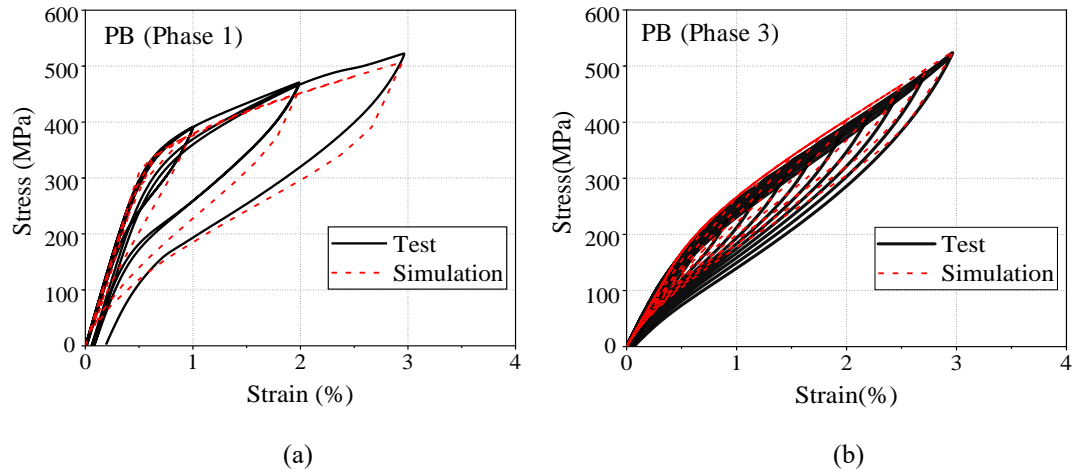 PB (Phase 1)
600
500
400
300
200
100
0
0 1 2 3 4
Stress (MPa)
Strain (%)
Test
Simulation
(a)
PB (Phase 3)
600
500
400
300
200
100
0
0 1 2 3 4
Stress(MPa)
Strain(%)
Test
Simulation
(b)